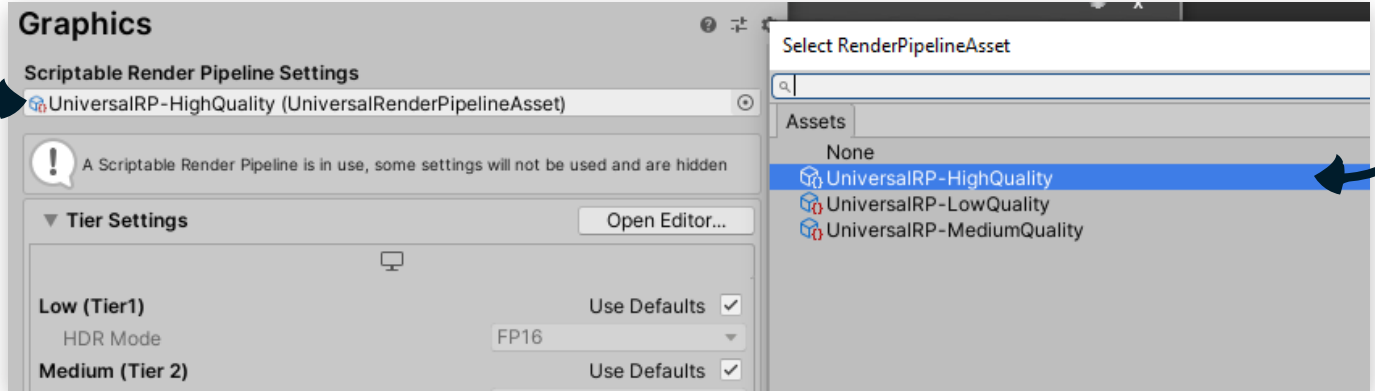 Graphics
Scriptable Render Pipeline Settings
UniversalRP-HighQuality (UniversalRenderPipelineAsset)
A Scriptable Render Pipeline is in use, some settings will not be used and are hidden
Tier Settings
Open Editor...
Low (Tier1)
Use Defaults
HDR Mode
FP16
Medium (Tier 2)
Use Defaults
Select RenderPipelineAsset
Assets
None
UniversalRP-HighQuality
UniversalRP-LowQuality
UniversalRP-MediumQuality